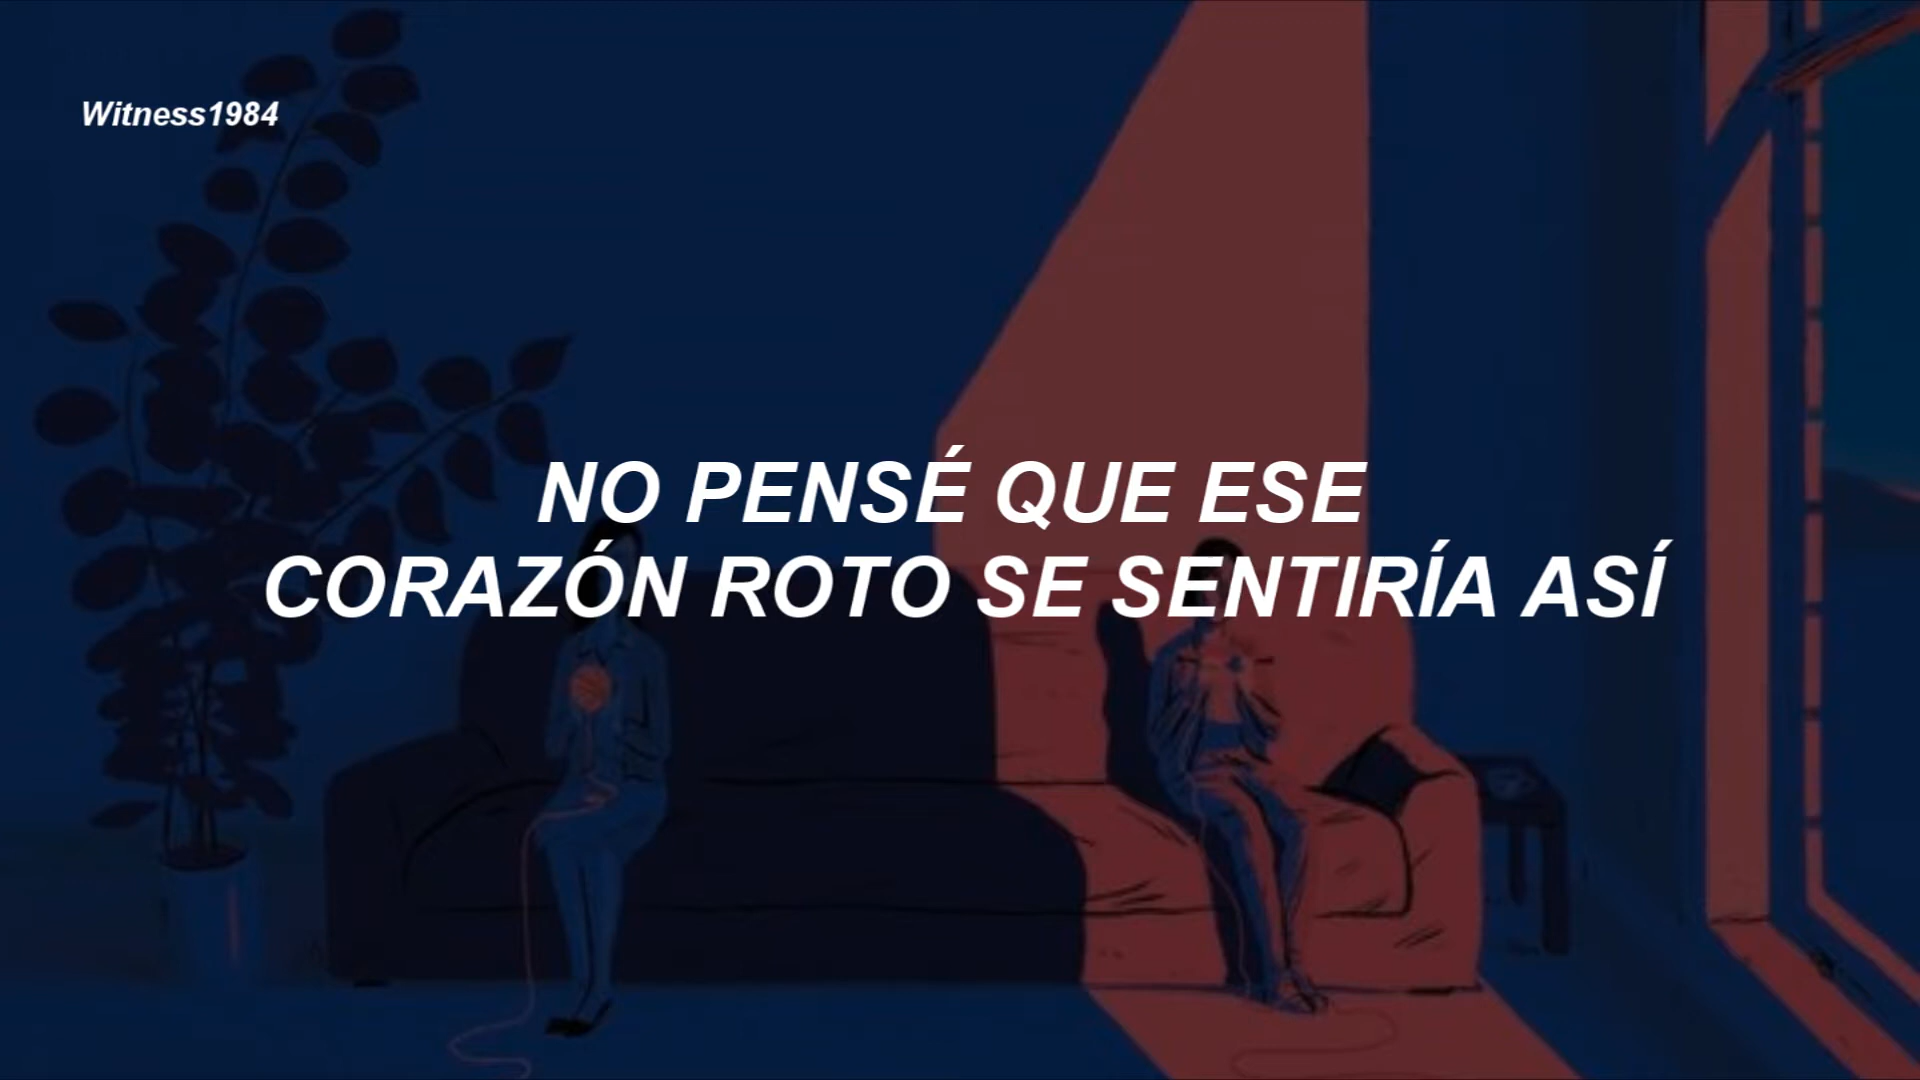 Witness1984
NO PENSÉ QUE ESE
CORAZÓN ROTO SE SENTIRÍA ASÍ